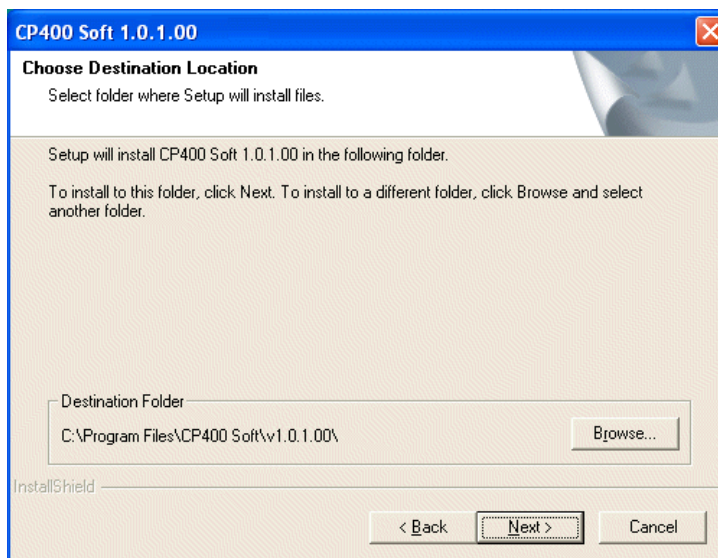 CP400 Soft 1.0.1.00
Choose Destination Location
Select folder where Setup will install files.
Setup will install CP400 Soft 1.0.1.00 in the following folder.
To install to this folder, click Next. To install to a different folder, click Browse and select
another folder.
Destination Folder
C:\Program Files\CP400 Soft\v1.0.1.00\
Browse...
InstallShield
< Back
Next >
Cancel